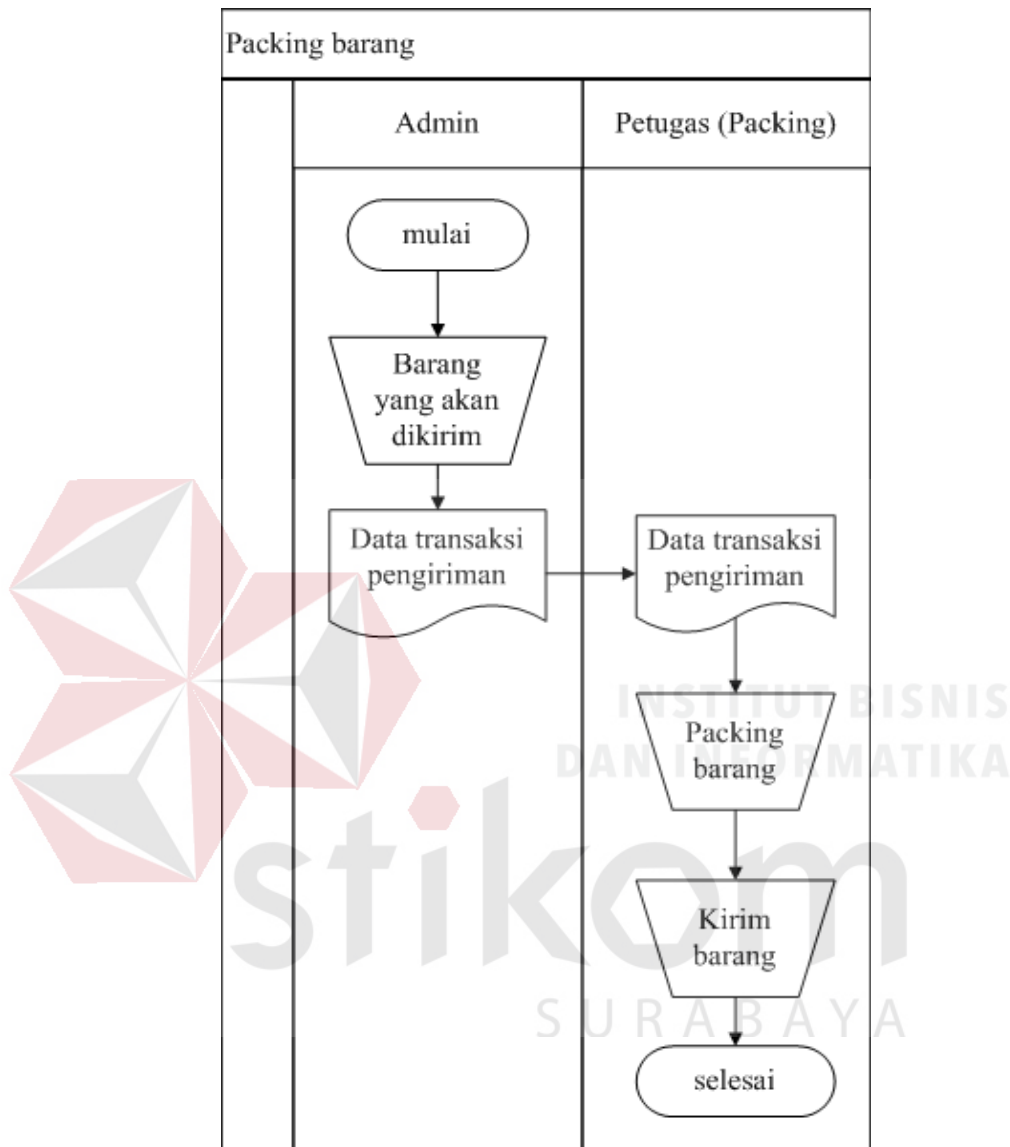 Packing barang
Admin
Petugas (Packing)
mulai
Barang
yang akan
dikirim
Data transaksi
pengiriman
Data transaksi
pengiriman
INSTITUT BISNIS
DAN INFORMATIKA
Packing
barang
stikom
SURABAYA
Kirim
barang
selesai